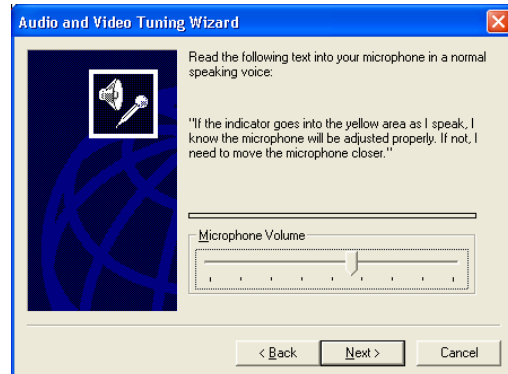 Audio and Video Tuning Wizard
Read the following text into your microphone in a normal
speaking voice:
"If the indicator goes into the yellow area as I speak, I
know the microphone will be adjusted properly. If not, I
need to move the microphone closer."
Microphone Volume
< Back
Next >
Cancel